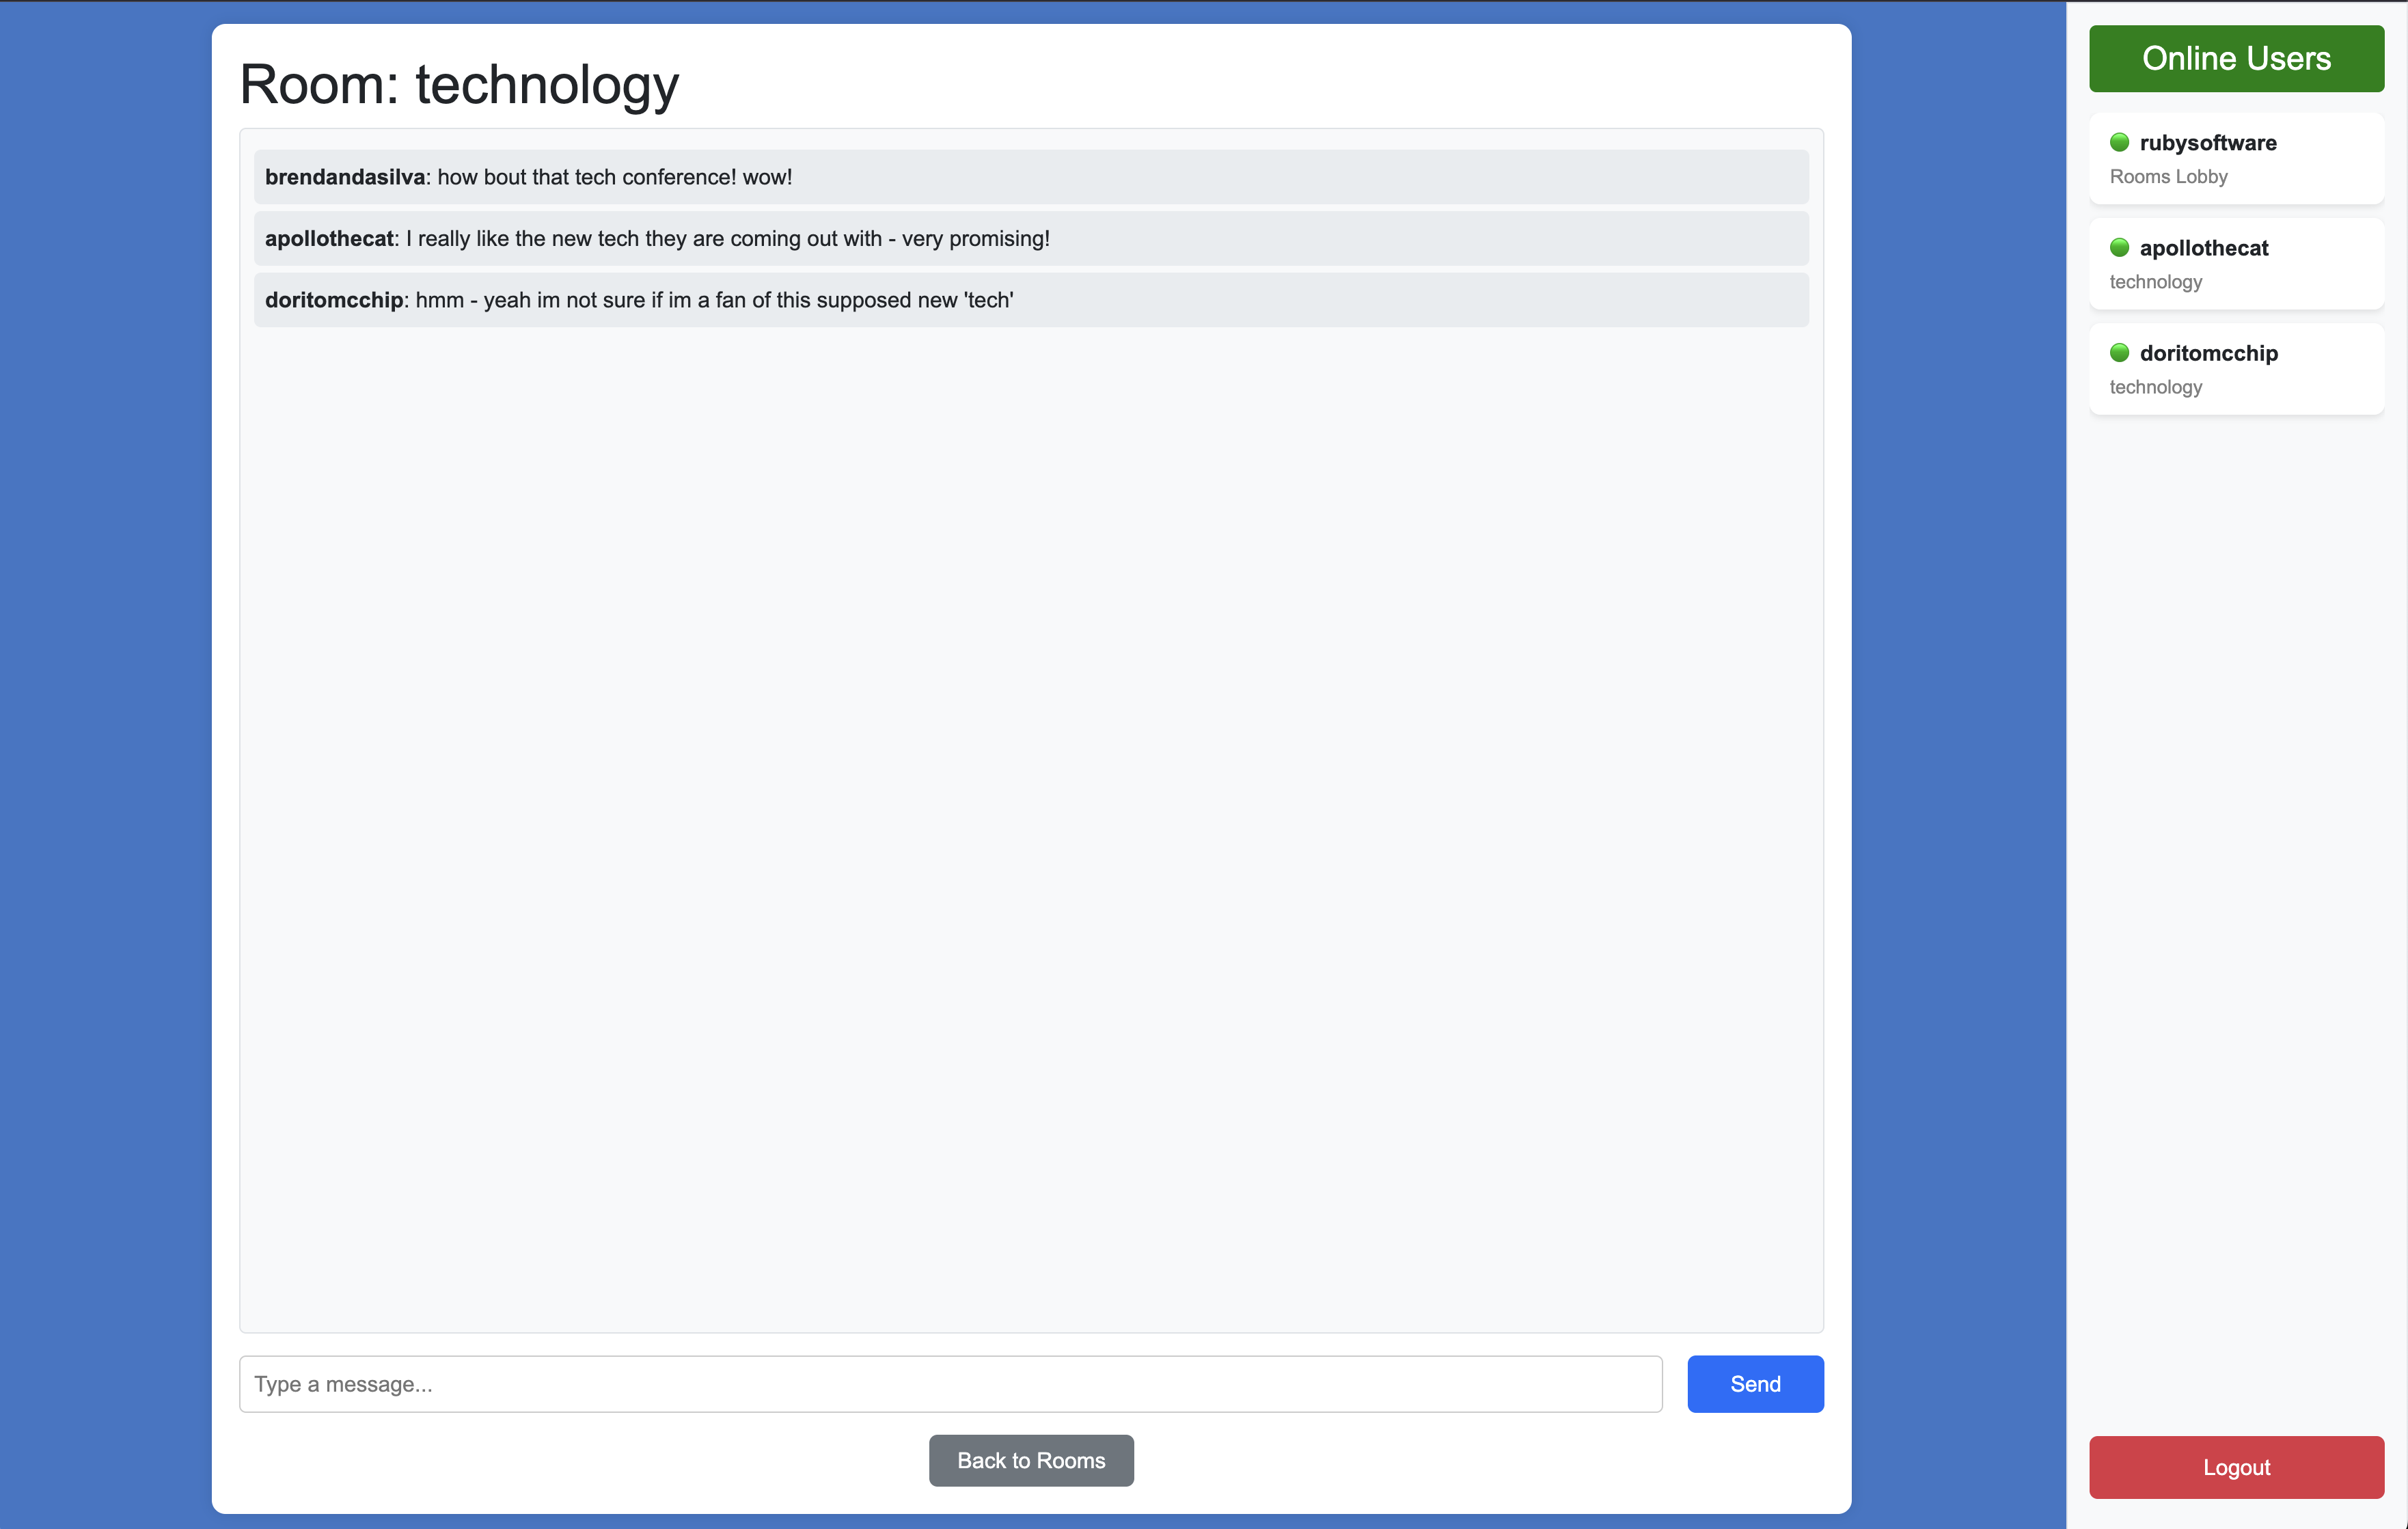 Room: technology
brendandasilva: how bout that tech conference! wow!
apollothecat: I really like the new tech they are coming out with - very promising!
doritomcchip: hmm - yeah im not sure if im a fan of this supposed new 'tech'
Type a message...
Send
Back to Rooms
Online Users
rubysoftware
Rooms Lobby
apollothecat
technology
doritomcchip
technology
Logout